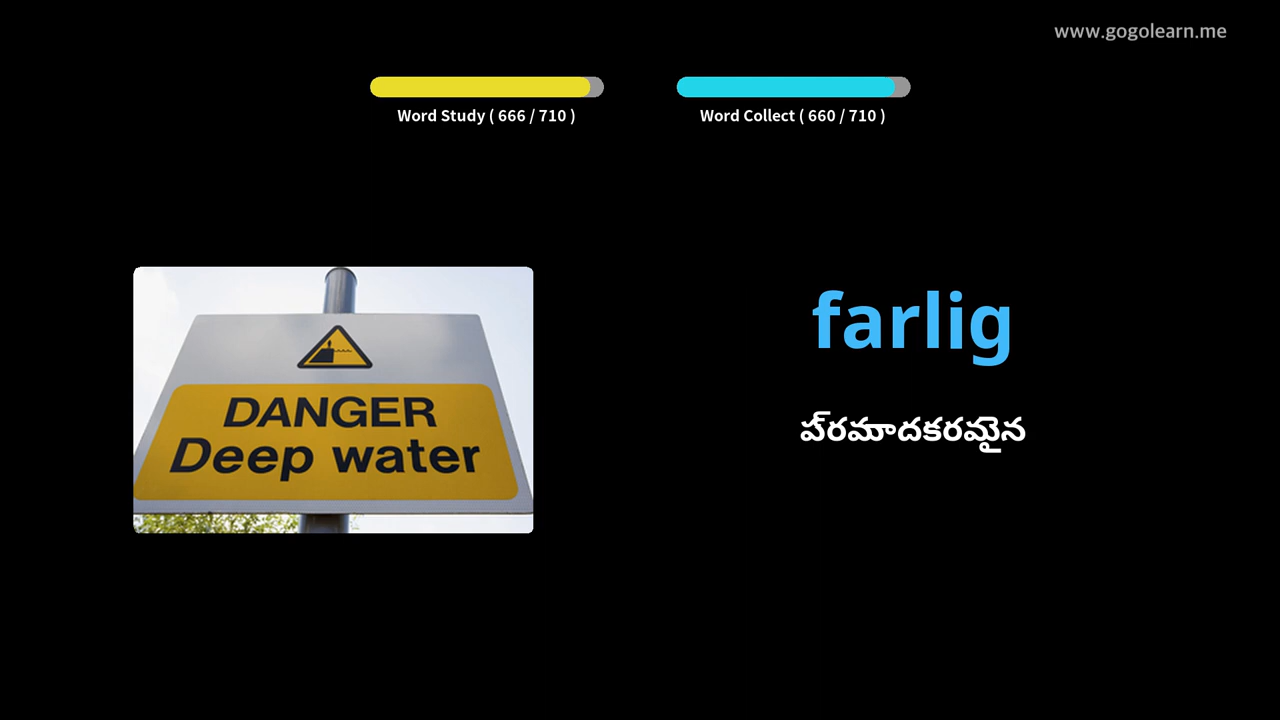 www.gogolearn.me
Word Study ( 666 / 710 )
Word Collect ( 660 / 710 )
DANGER
Deep water
farlig
ప్రమాదకరమైన